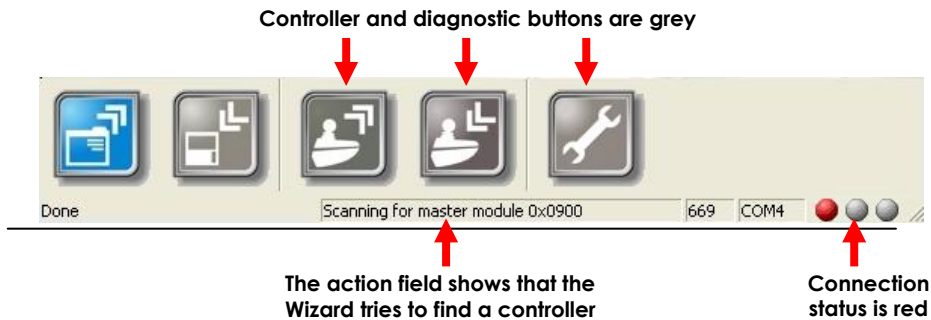 Controller and diagnostic buttons are grey
Done
Scanning for master module 0x0900
669
COM4
The action field shows that the
Wizard tries to find a controller
Connection
status is red